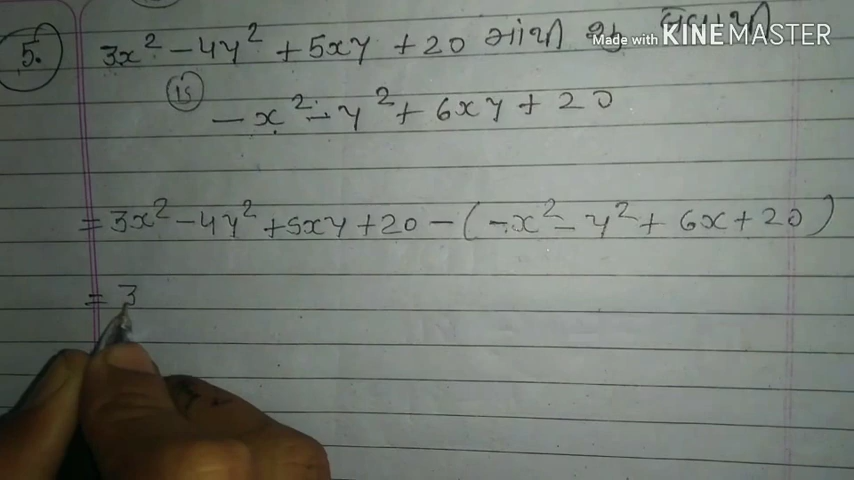 5. 3x² - 4y² + 5xy + 20 માંથી શું
Made with KINEMASTER
is - x² - y² + 6xy + 20
= 3x² - 4y² + 5xy + 20 - (-x² - y² + 6x + 20)
= 3